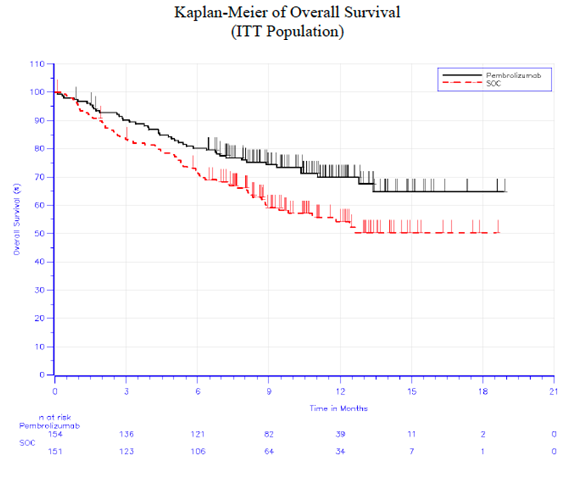 Kaplan-Meier of Overall Survival
(ITT Population)
Pembrolizumab
SOC
110
100
90
80
70
60
50
40
30
20
10
0
Overall Survival (%)
0 3 6 9 12 15 18 21
Time in Months
n at risk
Pembrolizumab
154 136 121 82 39 11 2 0
SOC
151 123 106 64 34 7 1 0